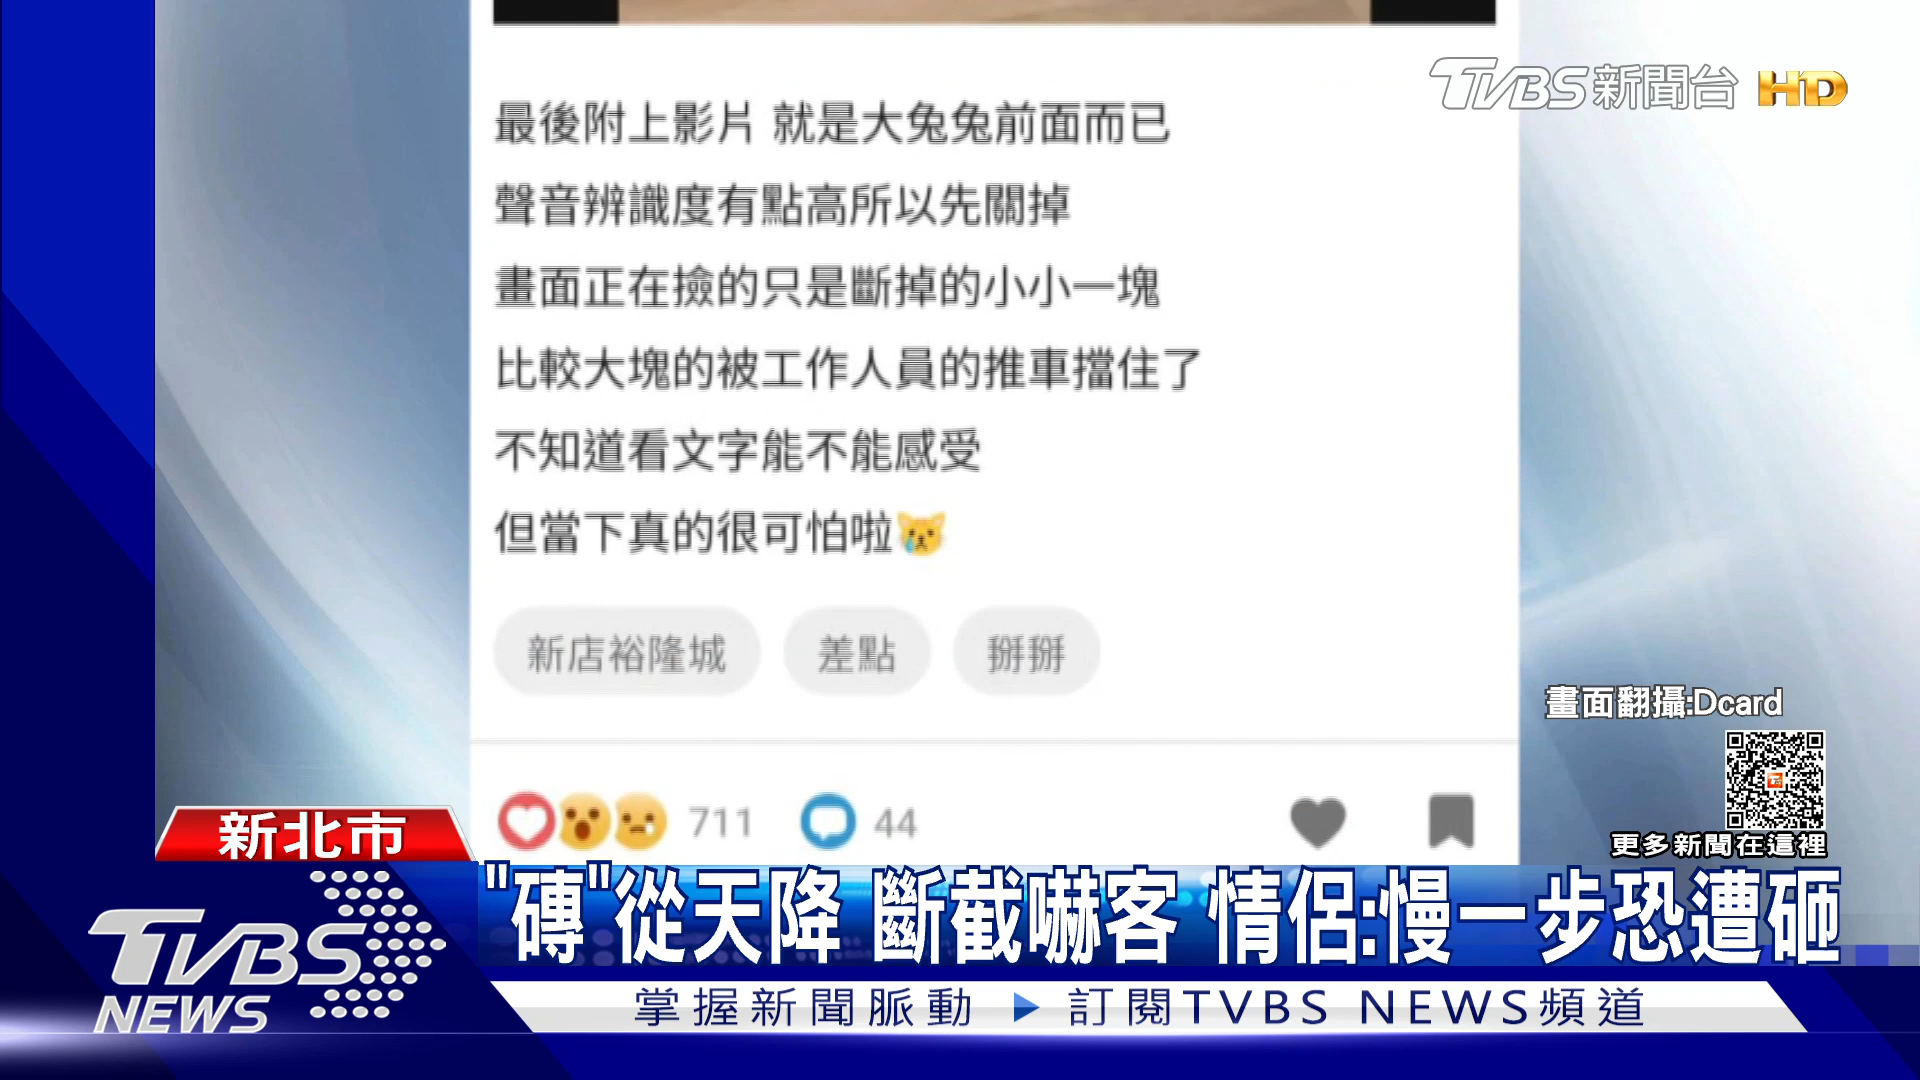 TVBS新聞台 HD
最後附上影片 就是大兔兔前面而已
聲音辨識度有點高所以先關掉
畫面正在撿的只是斷掉的小小一塊
比較大塊的被工作人員的推車擋住了
不知道看文字能不能感受
但當下真的很可怕啦😿
新店裕隆城 差點 掰掰
畫面翻攝:Dcard
711 44
更多新聞在這裡
新北市
"磚"從天降 斷截嚇客 情侶:慢一步恐遭砸
TVBS NEWS
掌握新聞脈動 ▶ 訂閱TVBS NEWS頻道